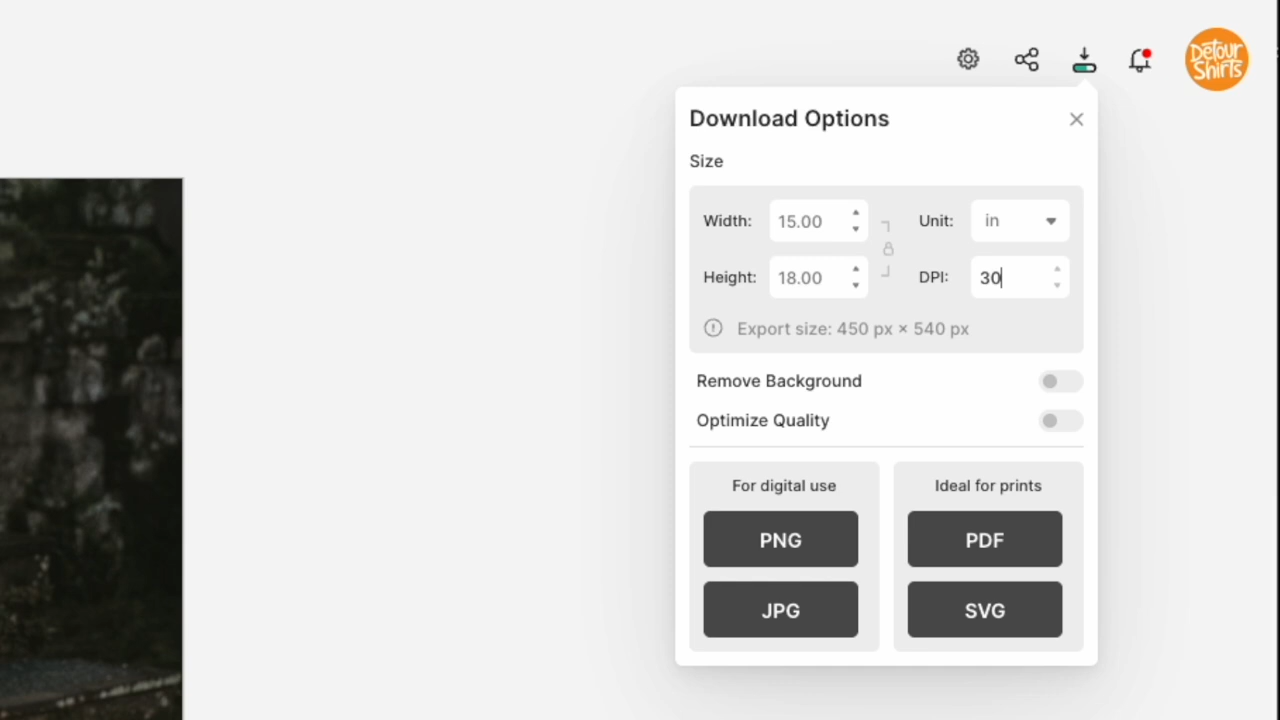 DeTour
Shirts
Download Options
Size
Width: 15.00 Unit: in
Height: 18.00 DPI: 30
Export size: 450 px × 540 px
Remove Background
Optimize Quality
For digital use Ideal for prints
PNG PDF
JPG SVG